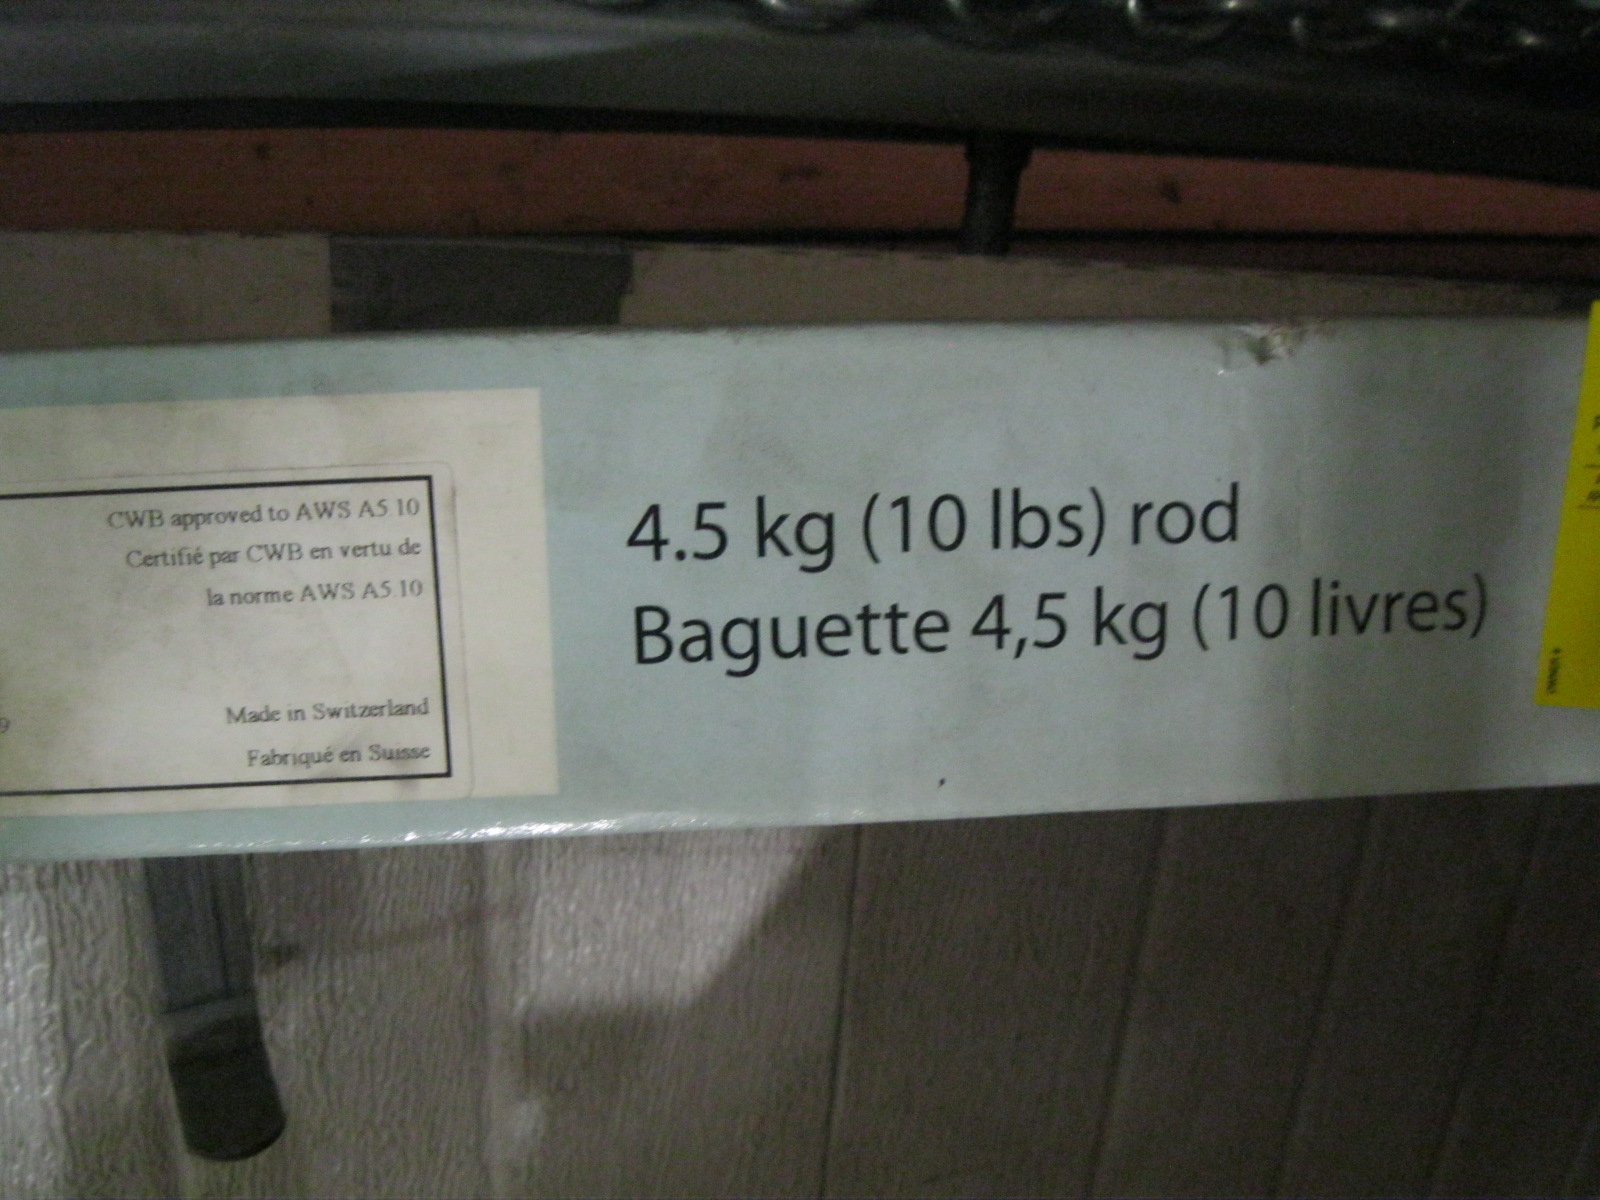 CWB approved to AWS A5.10
Certifié par CWB en vertu de
la norme AWS A5.10
9
Made in Switzerland
Fabriqué en Suisse
4.5 kg (10 lbs) rod
Baguette 4,5 kg (10 livres)